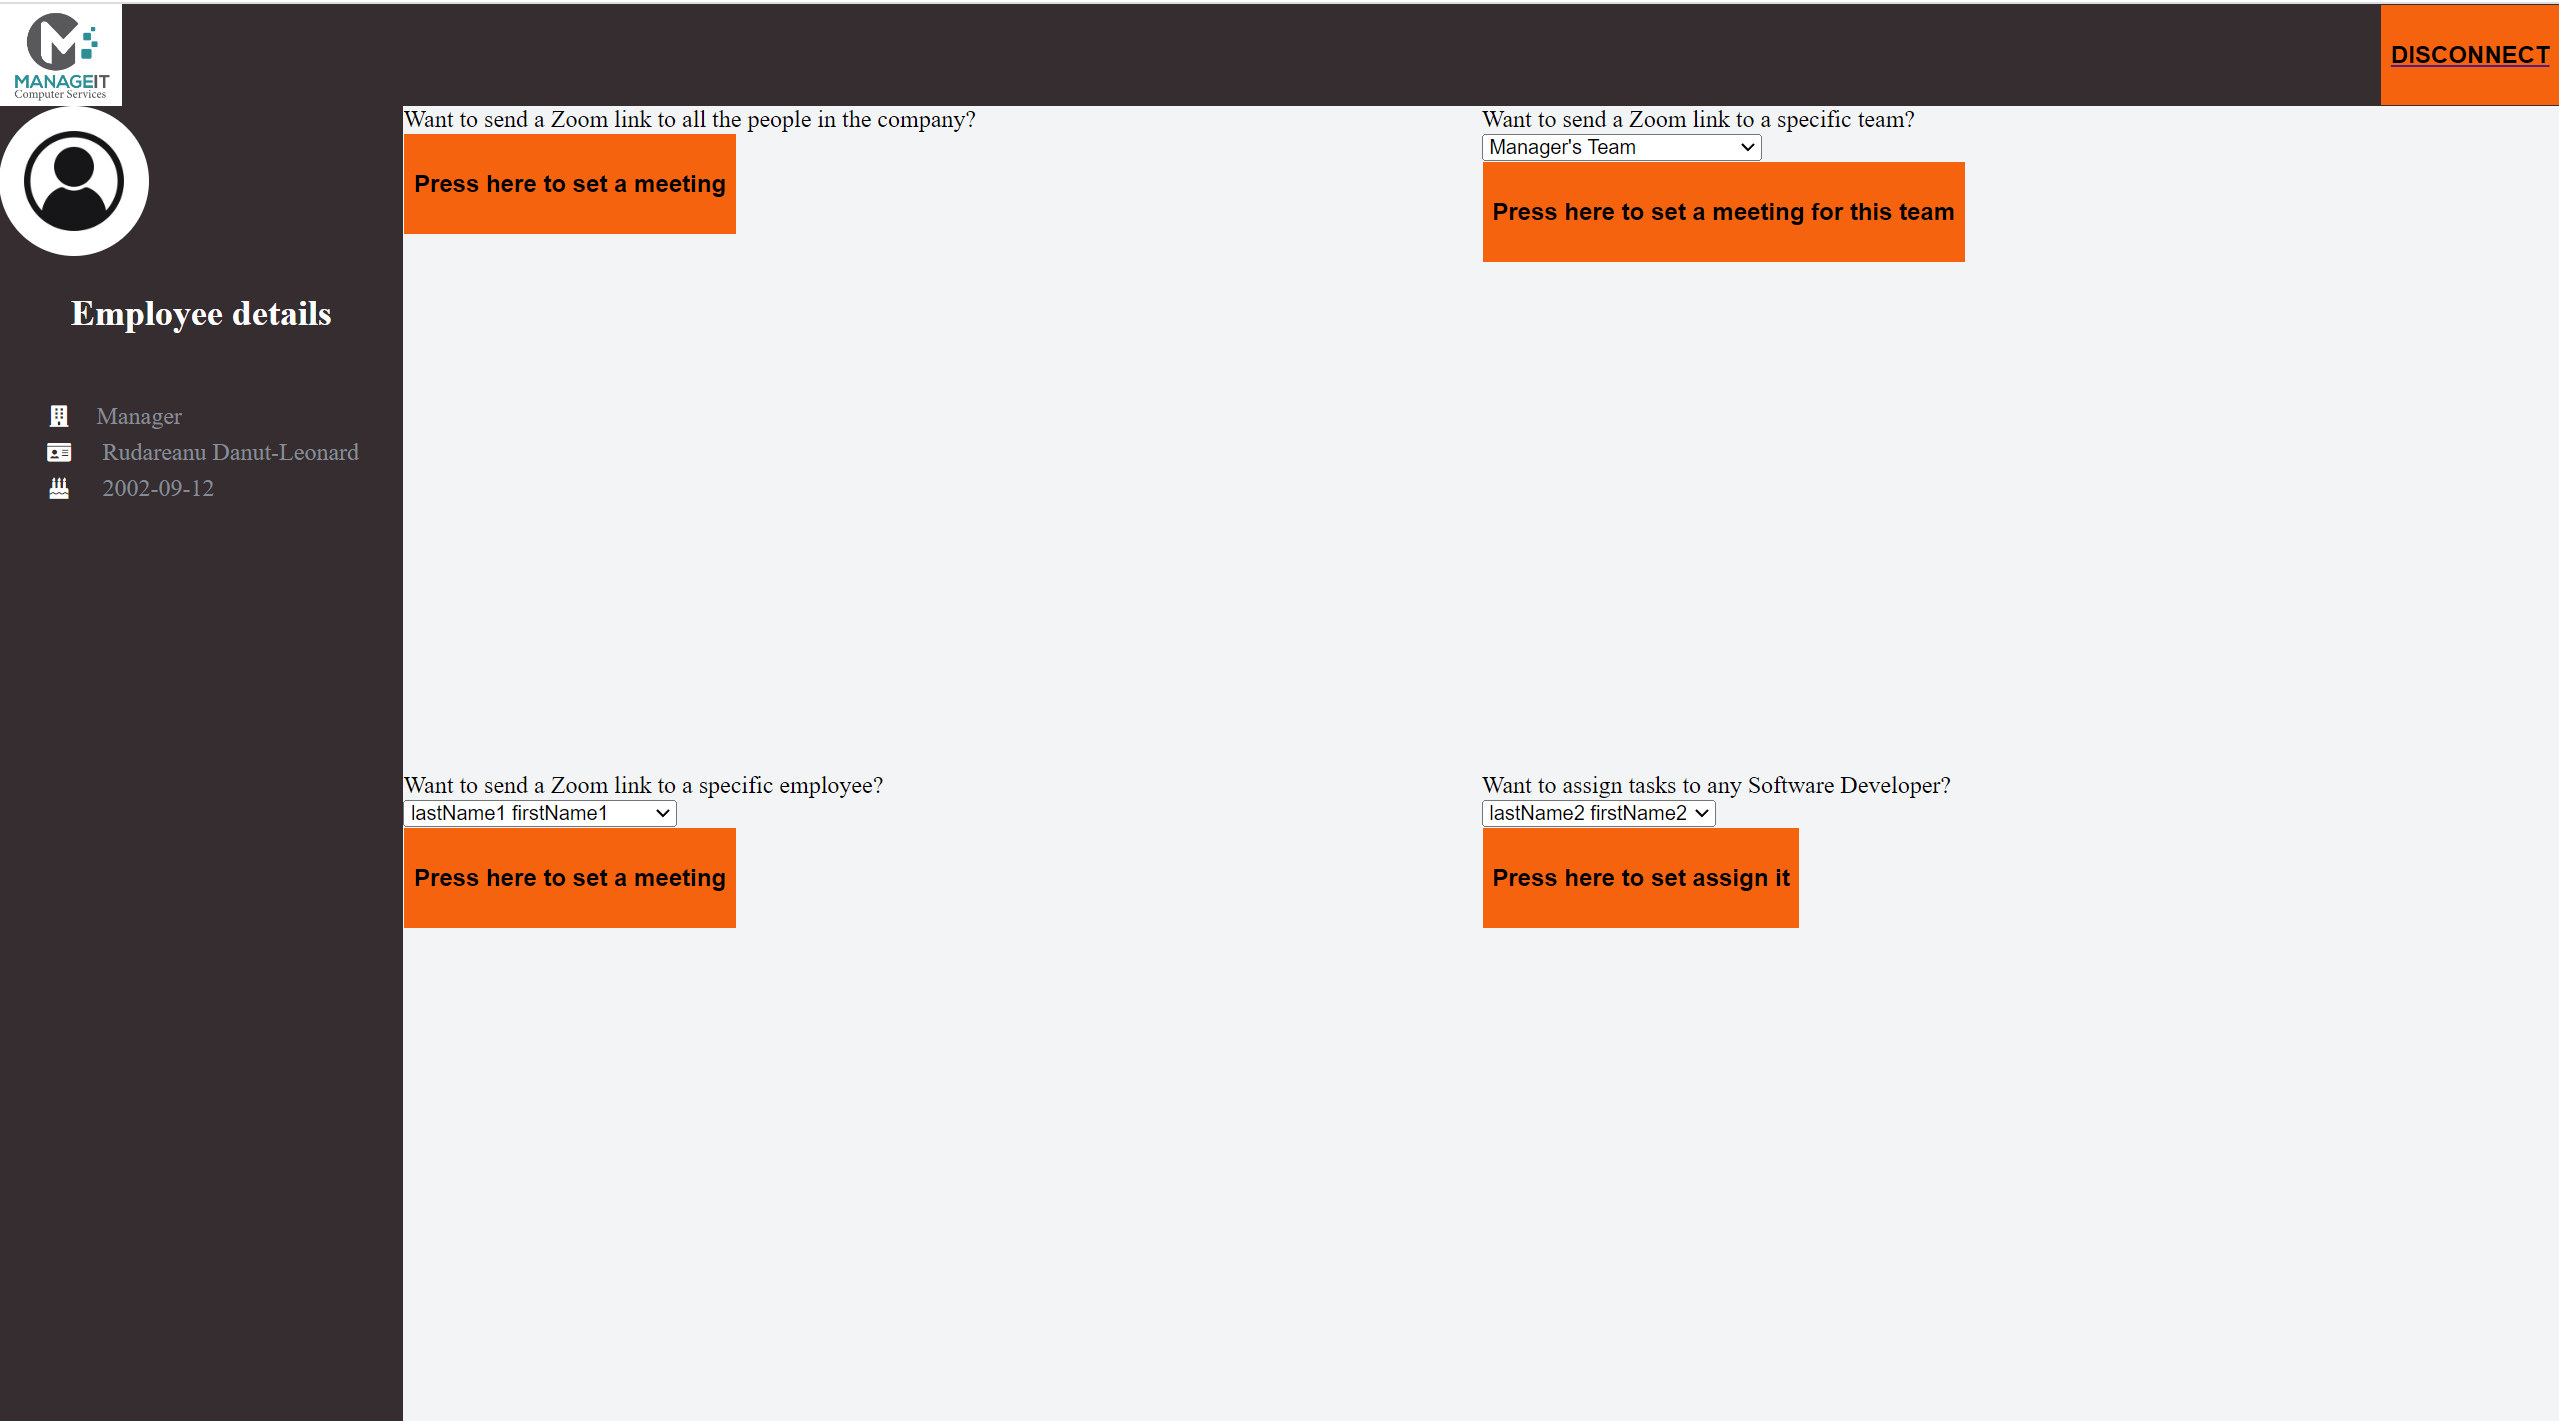 MANAGEIT
Computer Services
DISCONNECT
Employee details
Manager
Rudareanu Danut-Leonard
2002-09-12
Want to send a Zoom link to all the people in the company?
Press here to set a meeting
Want to send a Zoom link to a specific team?
Manager's Team
Press here to set a meeting for this team
Want to send a Zoom link to a specific employee?
lastName1 firstName1
Press here to set a meeting
Want to assign tasks to any Software Developer?
lastName2 firstName2
Press here to set assign it